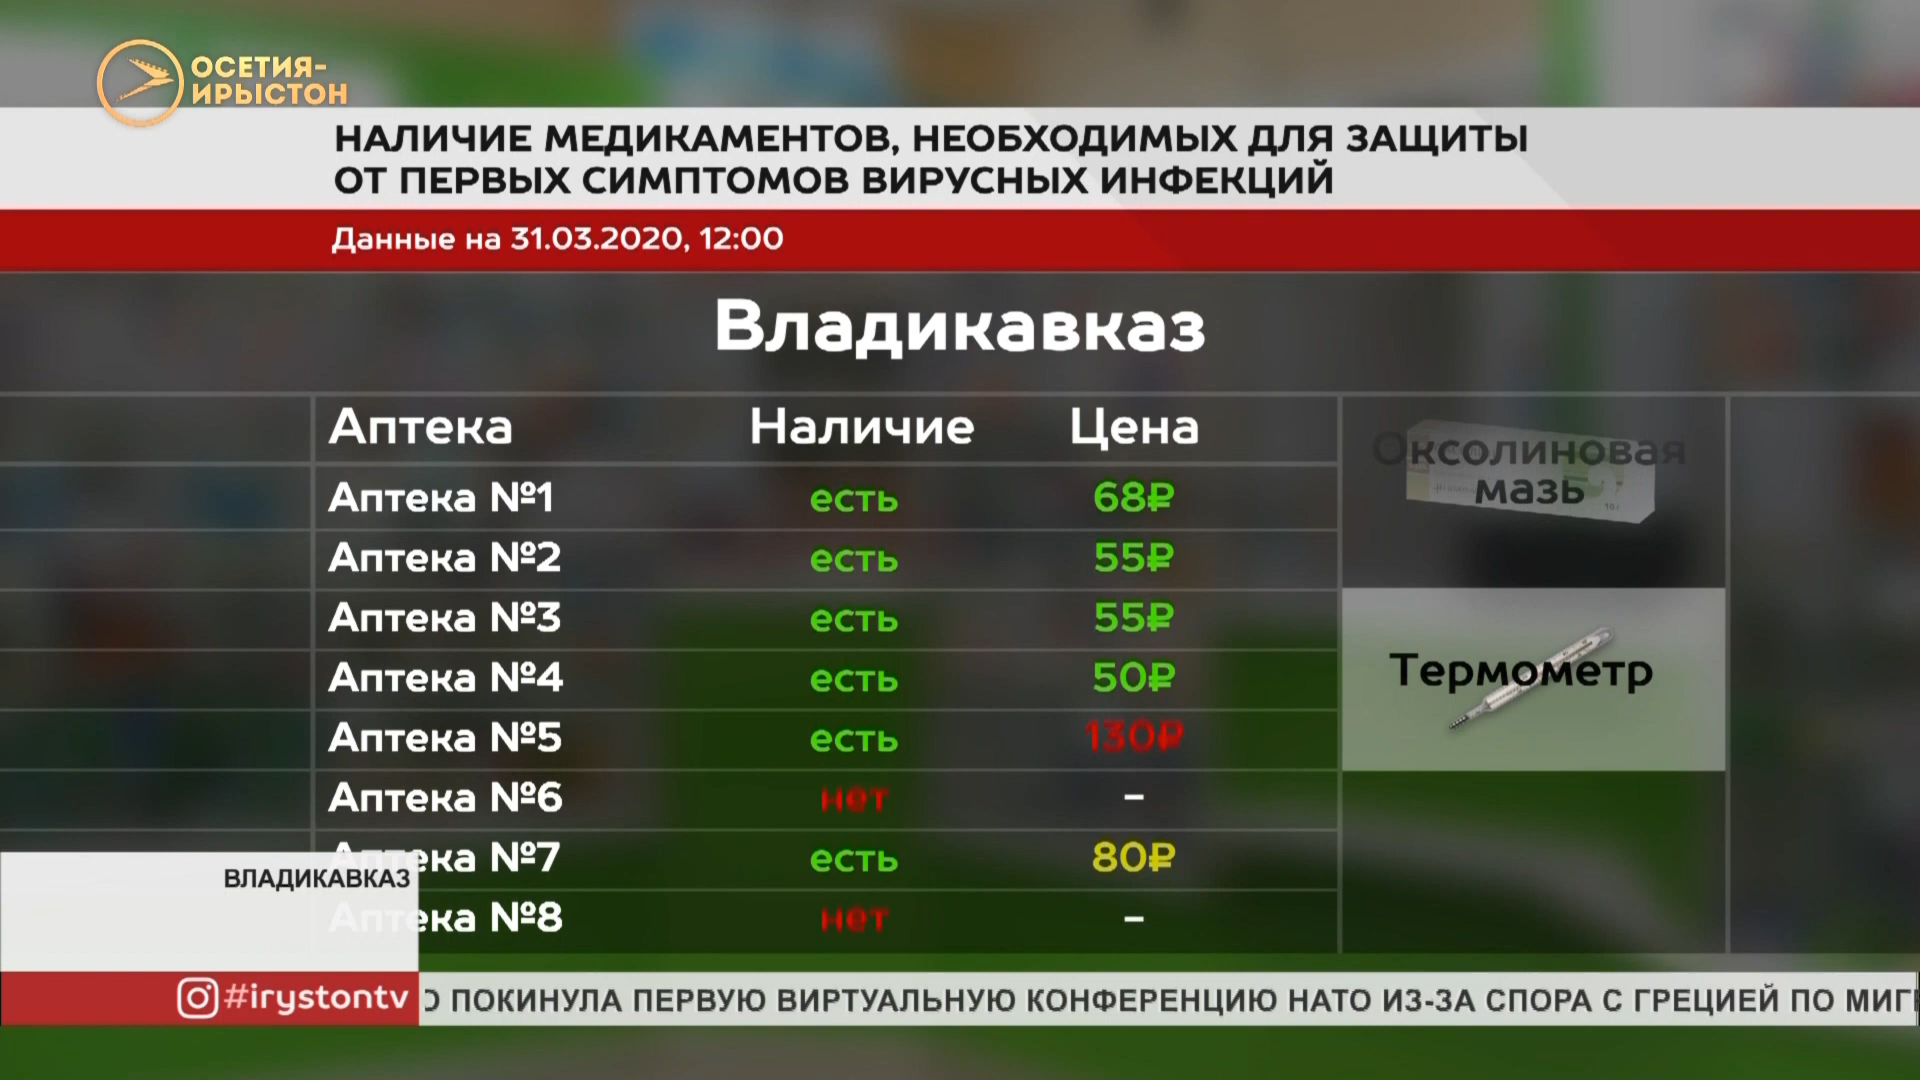 ОСЕТИЯ-
ИРЫСТОН
НАЛИЧИЕ МЕДИКАМЕНТОВ, НЕОБХОДИМЫХ ДЛЯ ЗАЩИТЫ
ОТ ПЕРВЫХ СИМПТОМОВ ВИРУСНЫХ ИНФЕКЦИЙ
Данные на 31.03.2020, 12:00
Владикавказ
Аптека Наличие Цена
Аптека №1 есть 68₽
Аптека №2 есть 55₽
Аптека №3 есть 55₽
Аптека №4 есть 50₽
Аптека №5 есть 130₽
Аптека №6 нет –
Аптека №7 есть 80₽
Аптека №8 нет –
Оксолиновая
мазь
Термометр
ВЛАДИКАВКАЗ
#irystontv
ПОКИНУЛА ПЕРВУЮ ВИРТУАЛЬНУЮ КОНФЕРЕНЦИЮ НАТО ИЗ-ЗА СПОРА С ГРЕЦИЕЙ ПО